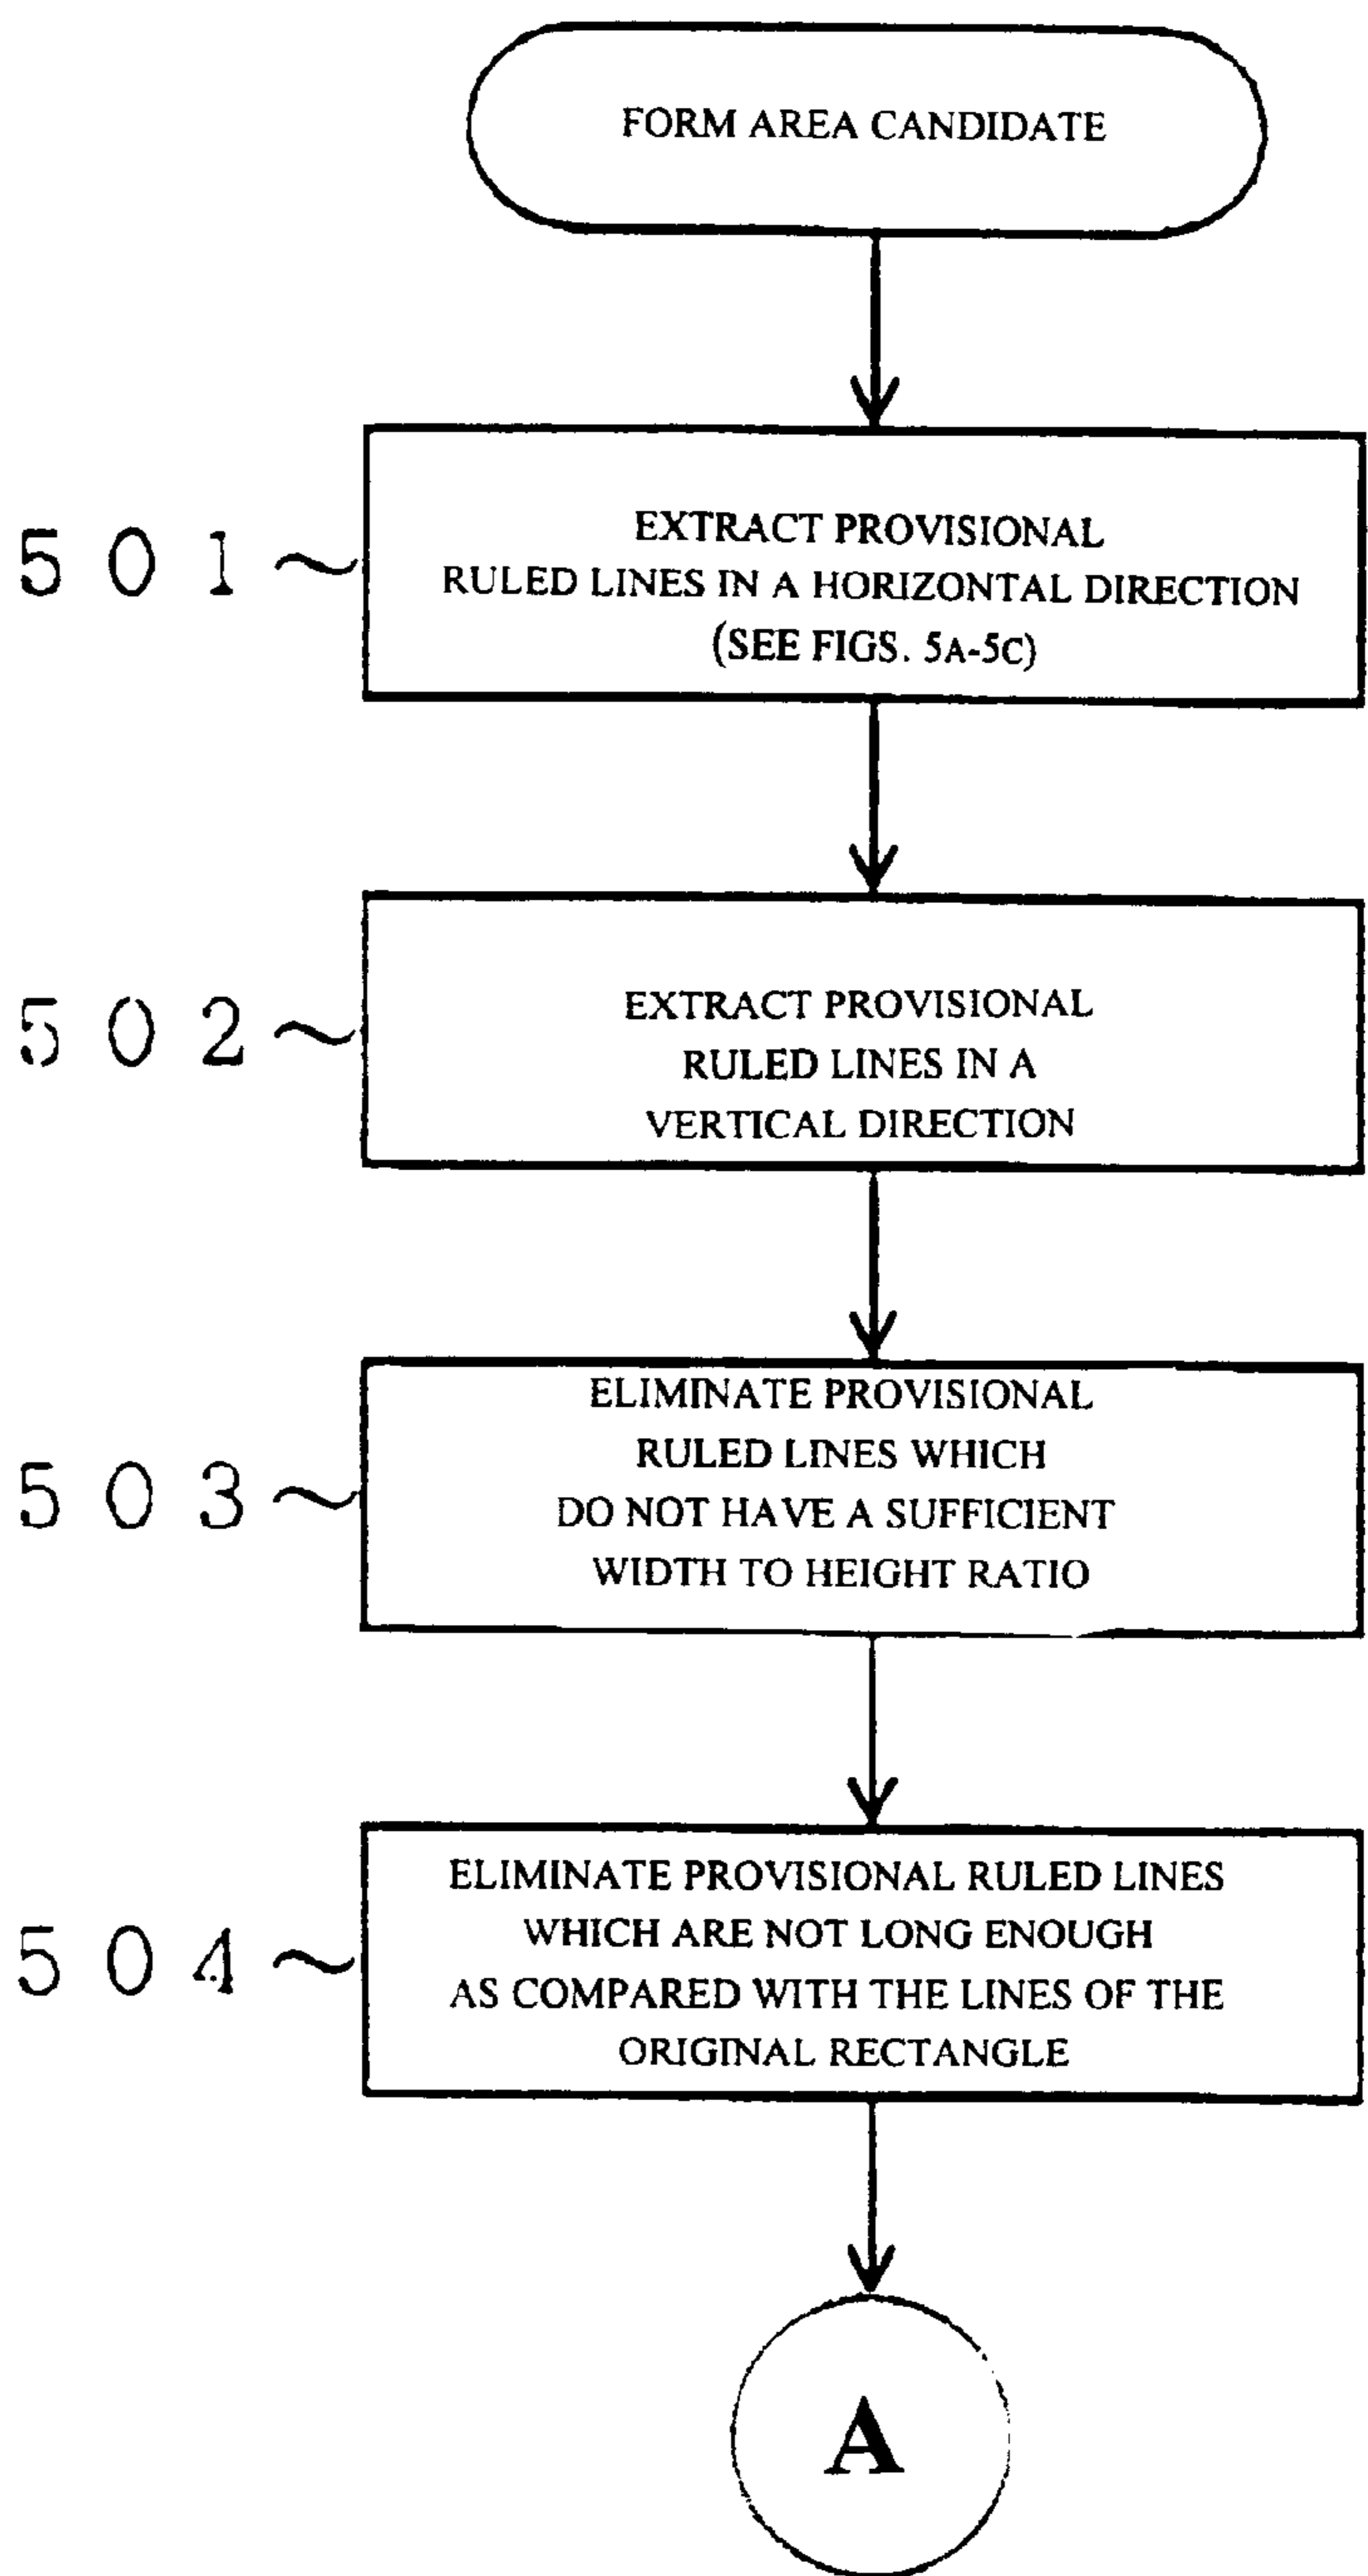 FORM AREA CANDIDATE
501
EXTRACT PROVISIONAL
RULED LINES IN A HORIZONTAL DIRECTION
(SEE FIGS. 5A-5C)
502
EXTRACT PROVISIONAL
RULED LINES IN A
VERTICAL DIRECTION
503
ELIMINATE PROVISIONAL
RULED LINES WHICH
DO NOT HAVE A SUFFICIENT
WIDTH TO HEIGHT RATIO
504
ELIMINATE PROVISIONAL RULED LINES
WHICH ARE NOT LONG ENOUGH
AS COMPARED WITH THE LINES OF THE
ORIGINAL RECTANGLE
A